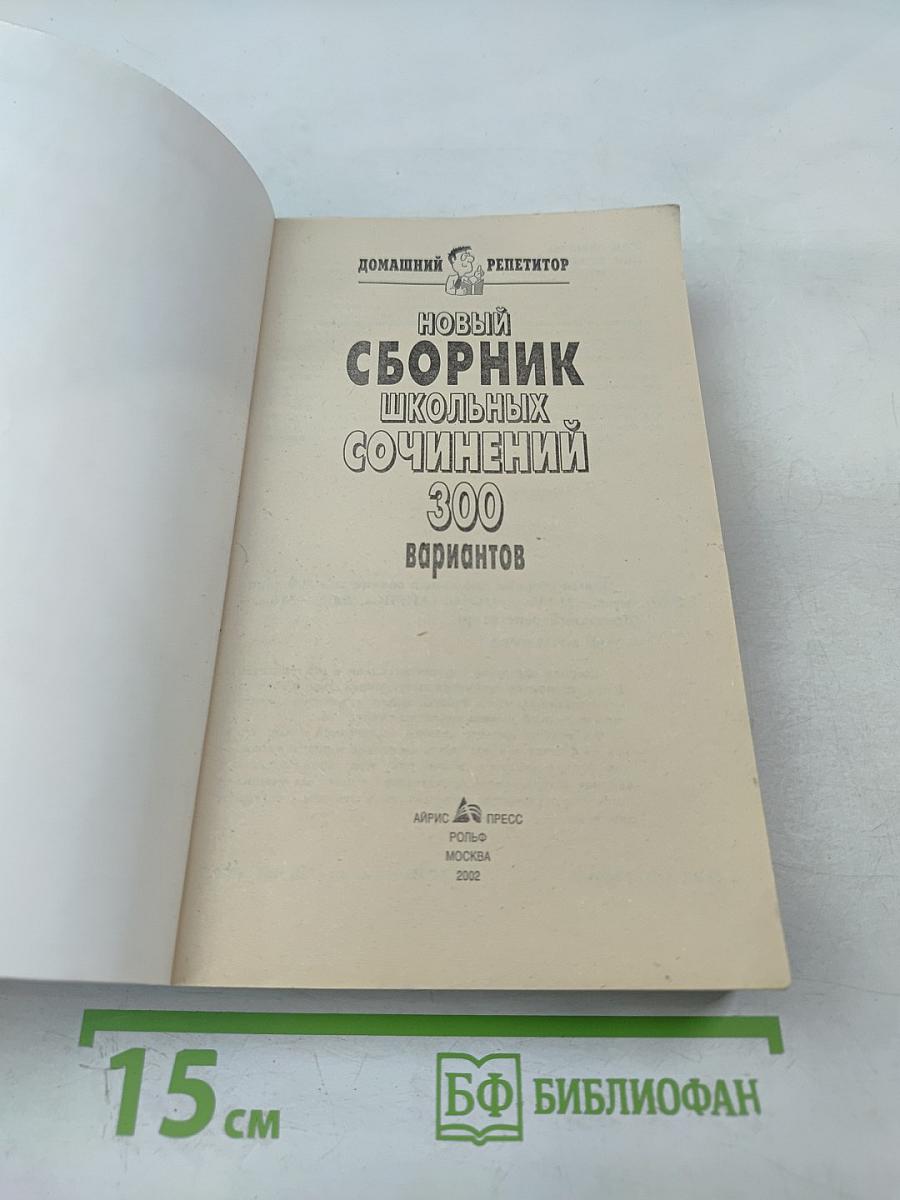 ДОМАШНИЙ РЕПЕТИТОР
НОВЫЙ
СБОРНИК
ШКОЛЬНЫХ
СОЧИНЕНИЙ
300
вариантов
АЙРИС ПРЕСС
РОЛЬФ
МОСКВА
2002
15 см
БФ БИБЛИОФАН